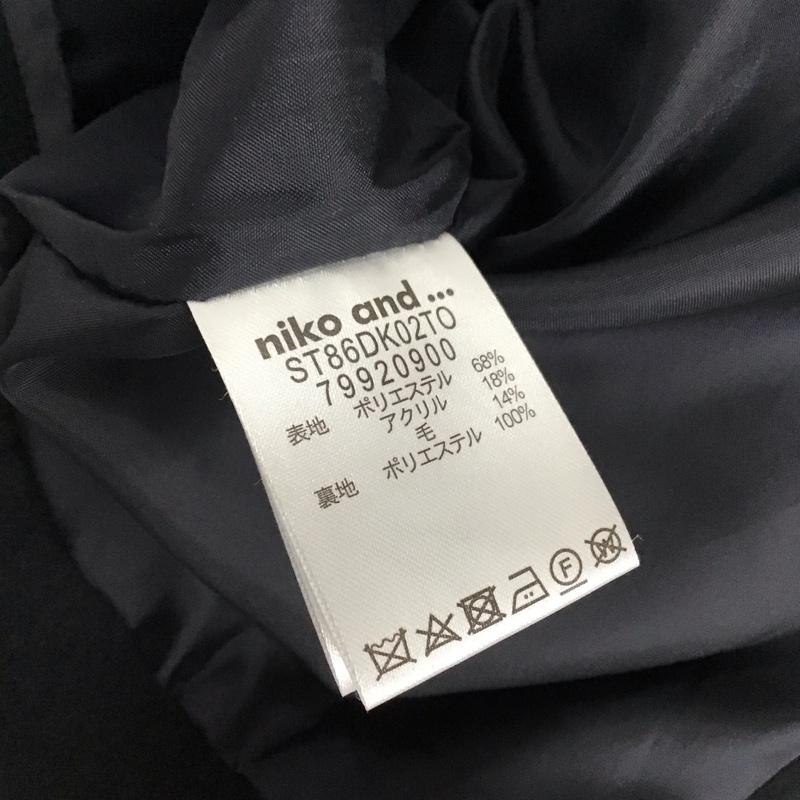 niko and ...
ST86DK02TO
79920900
表地 ポリエステル 68%
アクリル 18%
毛 14%
裏地 ポリエステル 100%
F
W